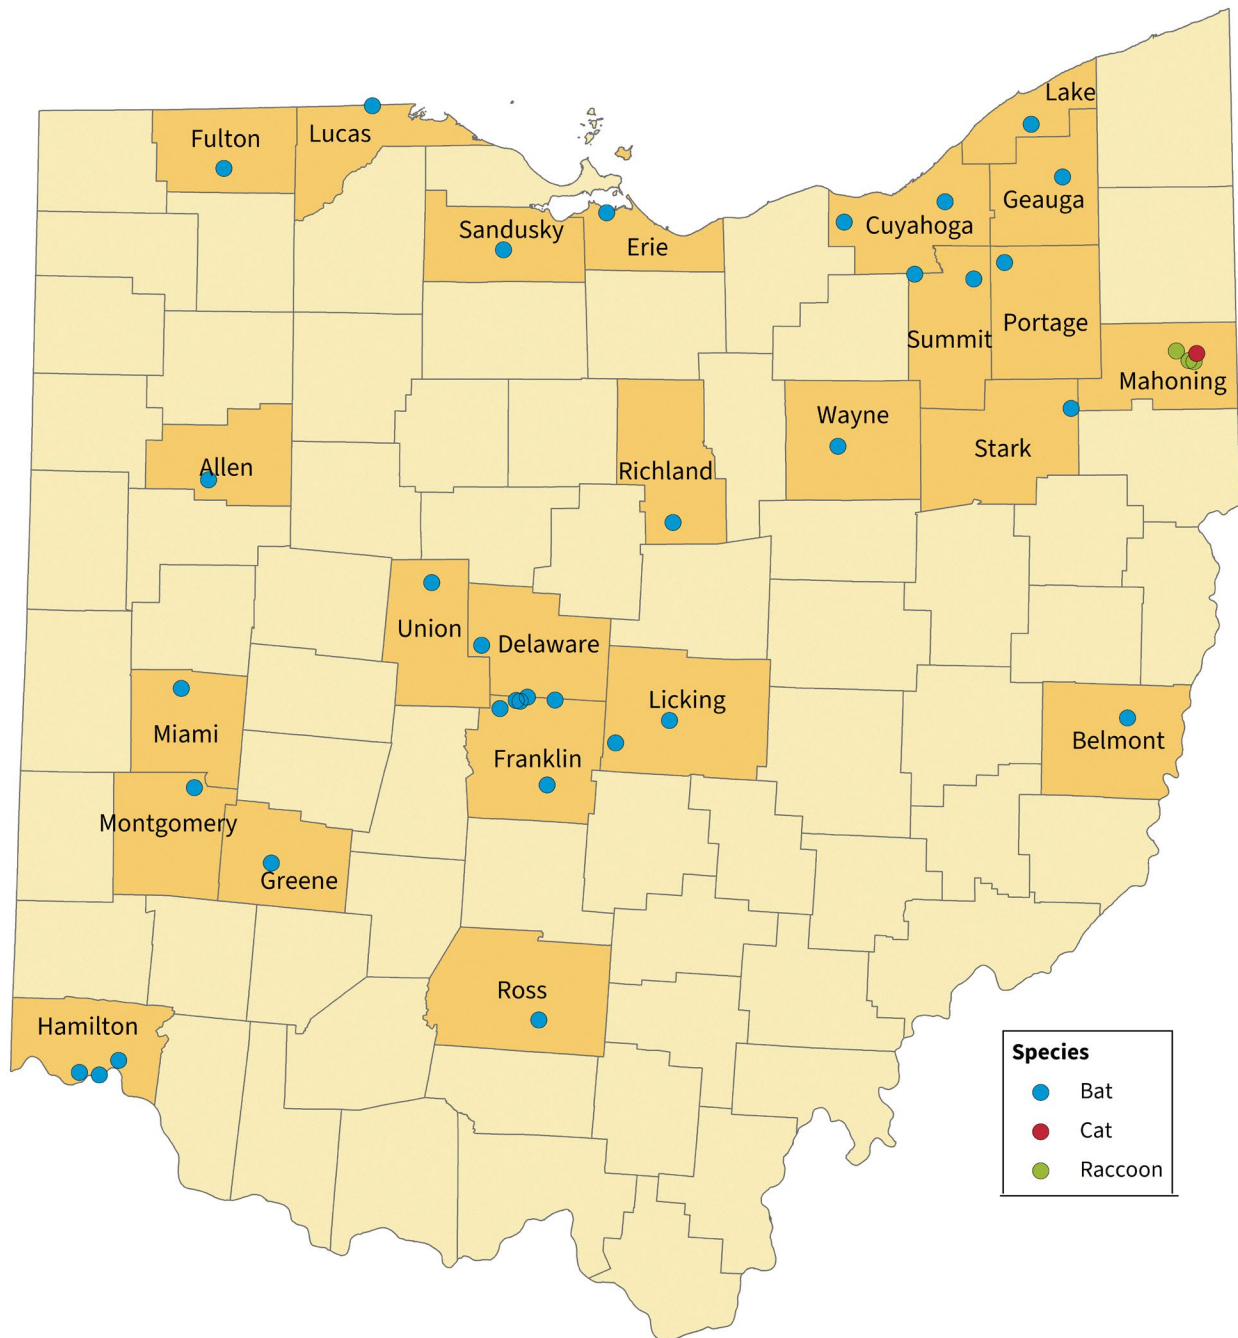 Lake
Fulton
Lucas
Geauga
Sandusky
Cuyahoga
Erie
Portage
Summit
Mahoning
Wayne
Stark
Allen
Richland
Union
Delaware
Licking
Miami
Belmont
Franklin
Montgomery
Greene
Ross
Hamilton
Species
Bat
Cat
Raccoon